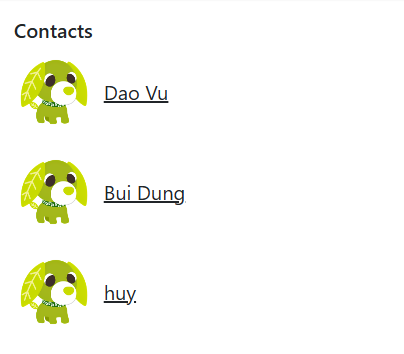 Contacts
Dao Vu
Bui Dung
huy